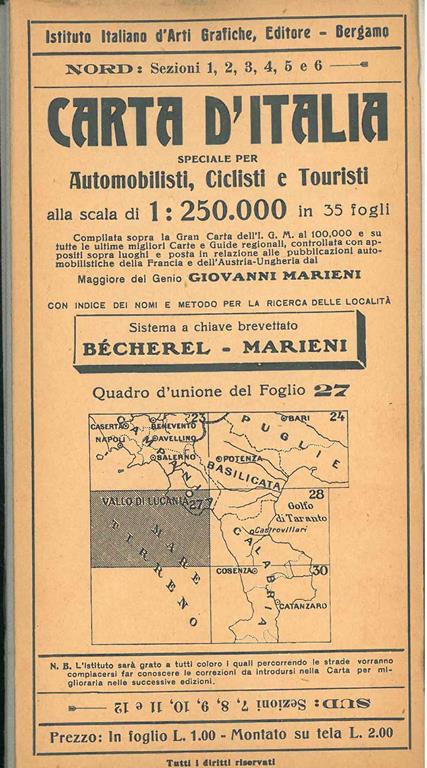 Istituto Italiano d'Arti Grafiche, Editore - Bergamo
NORD: Sezioni 1, 2, 3, 4, 5 e 6
CARTA D'ITALIA
SPECIALE PER
Automobilisti, Ciclisti e Touristi
alla scala di 1:250.000 in 35 fogli
Compilata sopra la Gran Carta dell'I. G. M. al 100,000 e su
tutte le ultime migliori Carte e Guide regionali, controllata con ap-
positi sopra luoghi e posta in relazione alle pubblicazioni auto-
mobilistiche della Francia e dell'Austria-Ungheria dal
Maggiore del Genio GIOVANNI MARIENI
CON INDICE DEI NOMI E METODO PER LA RICERCA DELLE LOCALITÀ
Sistema a chiave brevettato
BÉCHEREL - MARIENI
Quadro d'unione del Foglio 27
23
24
CASERTA
BENEVENTO
BARI
NAPOLI
AVELLINO
PUGLIE
CAMPANIA
SALERNO
POTENZA
BASILICATA
VALLO DI LUCANIA
27
28
Golfo
di Taranto
Castrovillari
MARE
TIRRENO
CALABRIA
COSENZA
30
CATANZARO
N. B. L'Istituto sarà grato a tutti coloro i quali percorrendo le strade vorranno
compiacersi far conoscere le correzioni da introdursi nella Carta per mi-
gliorarla nelle successive edizioni.
SUD: Sezioni 7, 8, 9, 10, 11 e 12
Prezzo: In foglio L. 1.00 - Montato su tela L. 2.00
Tutti i diritti riservati